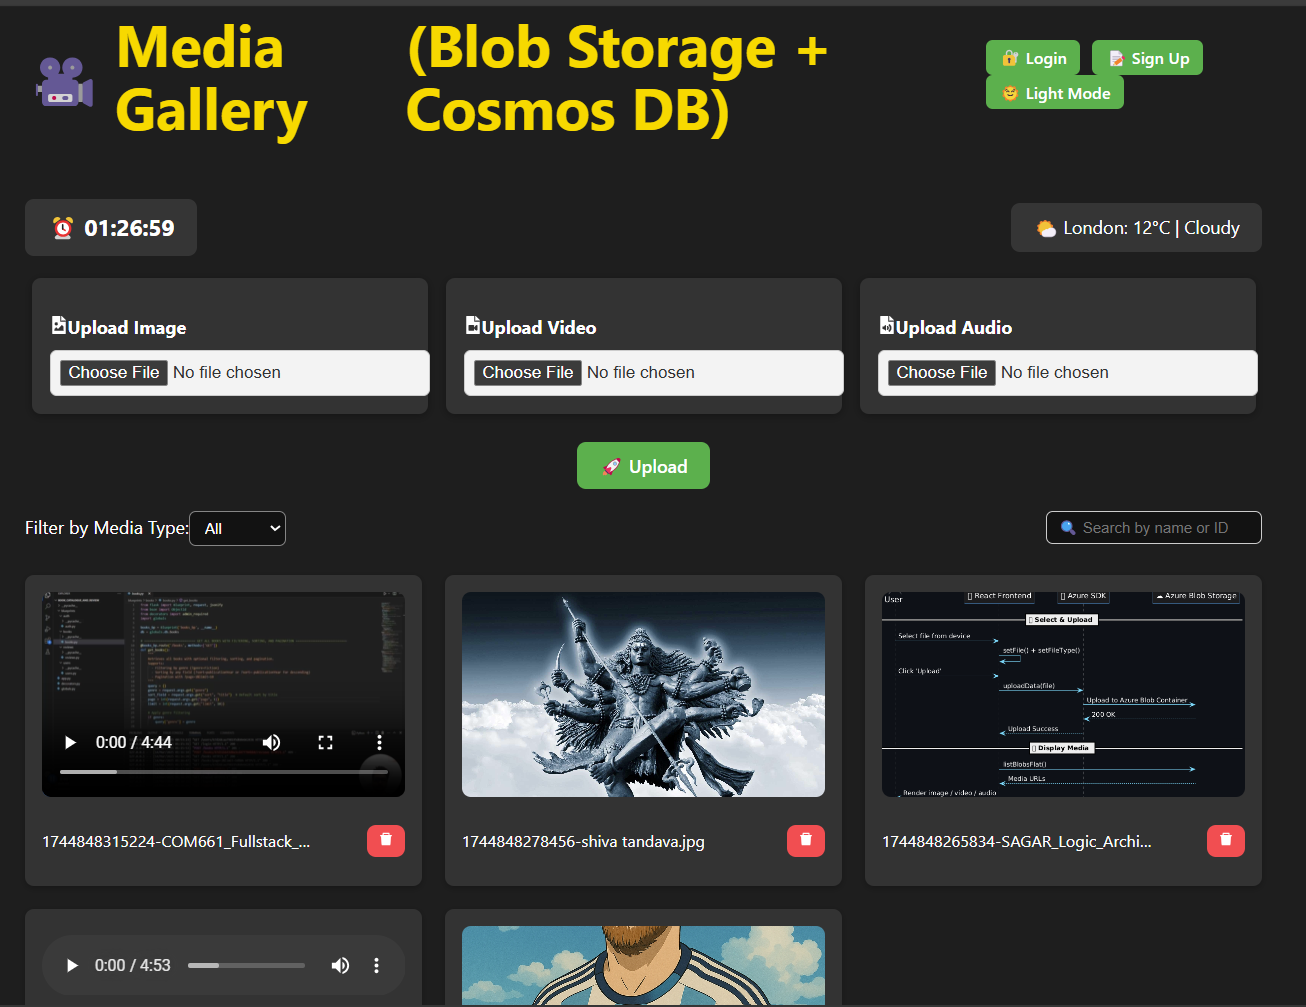 Media Gallery
(Blob Storage + Cosmos DB)
Login
Sign Up
Light Mode
01:26:59
London: 12°C | Cloudy
Upload Image
Choose File No file chosen
Upload Video
Choose File No file chosen
Upload Audio
Choose File No file chosen
Upload
Filter by Media Type: All
Search by name or ID
0:00 / 4:44
1744848315224-COM661_Fullstack_...
1744848278456-shiva tandava.jpg
User
React Frontend
Azure SDK
Azure Blob Storage
Select & Upload
Select file from device
setFile() + setFileType()
Click 'Upload'
uploadData(file)
Upload to Azure Blob Container
200 OK
Upload Success
Display Media
listBlobsFlat()
Media URLs
Render image / video / audio
1744848265834-SAGAR_Logic_Archi...
0:00 / 4:53